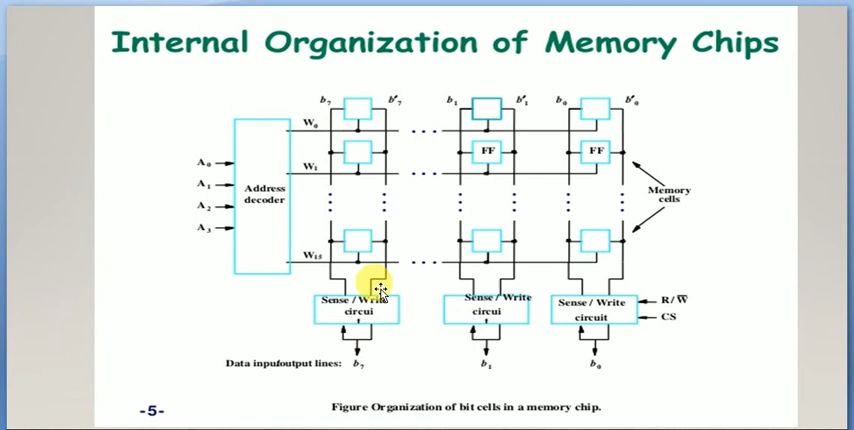 Internal Organization of Memory Chips
b7 b'7 b1 b'1 b0 b'0
W0
FF FF
A0
W1
A1
Address decoder
Memory cells
A2
A3
W15
Sense / Write circui
Sense / Write circui
Sense / Write circuit
R / W̅
CS
Data input/output lines: b7 b1 b0
-5-
Figure Organization of bit cells in a memory chip.